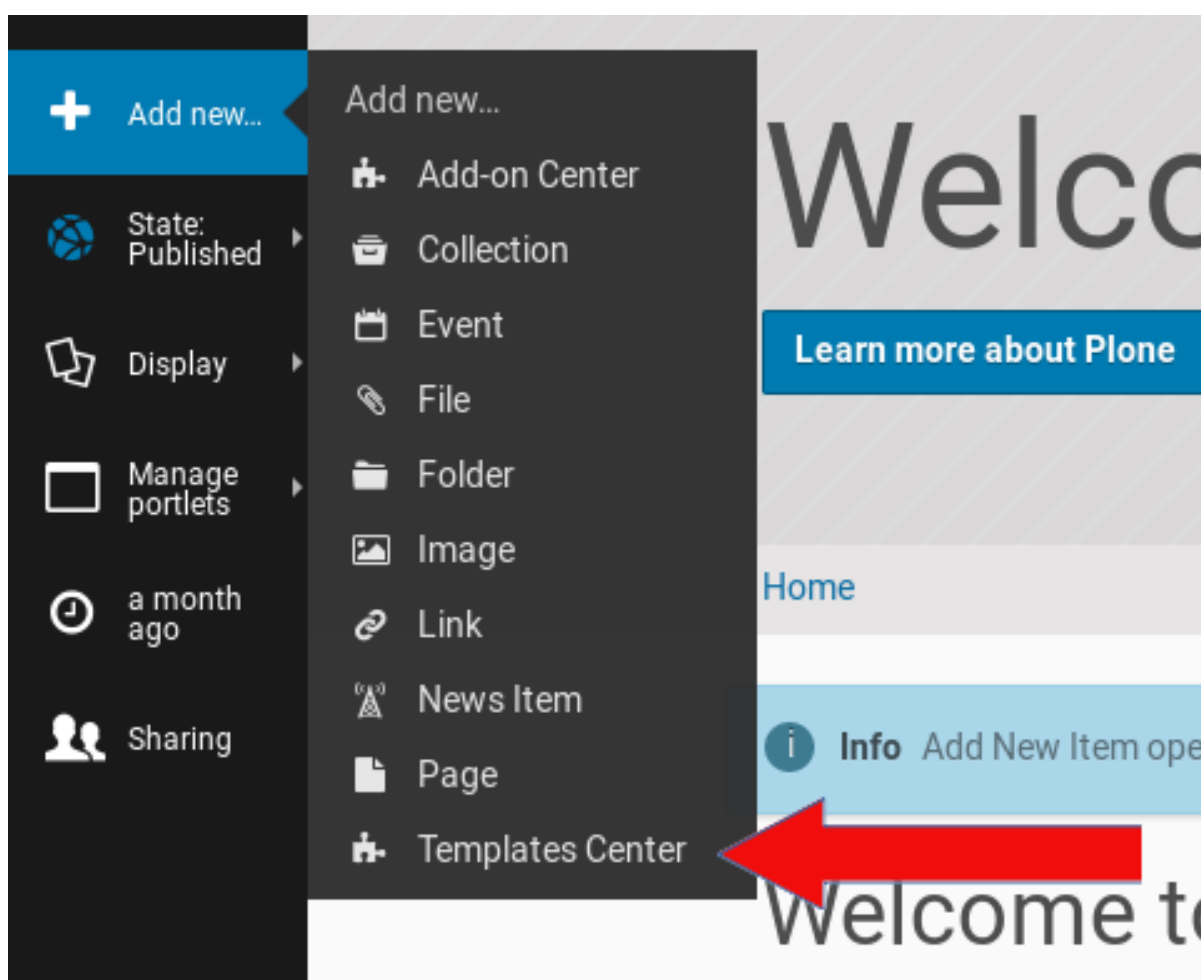 Add new...
State:
Published
Display
Manage
portlets
a month
ago
Sharing
Add new...
Add-on Center
Collection
Event
File
Folder
Image
Link
News Item
Page
Templates Center
Welco
Learn more about Plone
Home
Info Add New Item ope
Welcome to